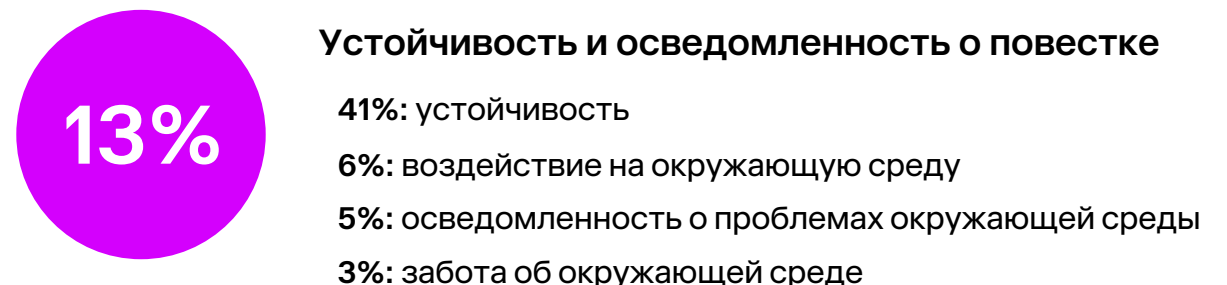 13%
Устойчивость и осведомленность о повестке
41%: устойчивость
6%: воздействие на окружающую среду
5%: осведомленность о проблемах окружающей среды
3%: забота об окружающей среде